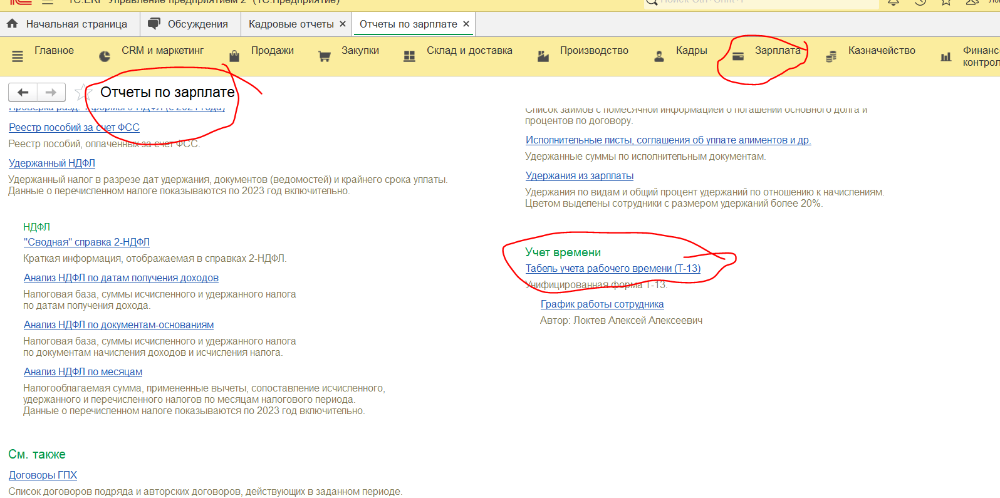 1С:ERP Управление предприятием 2 (1С:Предприятие)
Поиск Ctrl+Shift+F
Начальная страница
Обсуждения
Кадровые отчеты ×
Отчеты по зарплате ×
Главное
CRM и маркетинг
Продажи
Закупки
Склад и доставка
Производство
Кадры
Зарплата
Казначейство
Финанс
контрол
Отчеты по зарплате
Реестр пособий за счет ФСС
Реестр пособий, оплаченных за счет ФСС.
Удержанный НДФЛ
Удержанный налог в разрезе дат удержания, документов (ведомостей) и крайнего срока уплаты.
Данные о перечисленном налоге показываются по 2023 год включительно.
НДФЛ
"Сводная" справка 2-НДФЛ
Краткая информация, отображаемая в справках 2-НДФЛ.
Анализ НДФЛ по датам получения доходов
Налоговая база, суммы исчисленного и удержанного налога
по датам получения дохода.
Анализ НДФЛ по документам-основаниям
Налоговая база, суммы исчисленного и удержанного налога
по документам начисления доходов и исчисления налога.
Анализ НДФЛ по месяцам
Налогооблагаемая сумма, примененные вычеты, сопоставление исчисленного,
удержанного и перечисленного налогов по месяцам налогового периода.
Данные о перечисленном налоге показываются по 2023 год включительно.
См. также
Договоры ГПХ
Список договоров подряда и авторских договоров, действующих в заданном периоде.
Список займов с помесячной информацией о погашении основного долга и
процентов по договору.
Исполнительные листы, соглашения об уплате алиментов и др.
Удержанные суммы по исполнительным документам.
Удержания из зарплаты
Удержания по видам и общий процент удержаний по отношению к начислениям.
Цветом выделены сотрудники с размером удержаний более 20%.
Учет времени
Табель учета рабочего времени (Т-13)
Унифицированная форма Т-13.
График работы сотрудника
Автор: Локтев Алексей Алексеевич